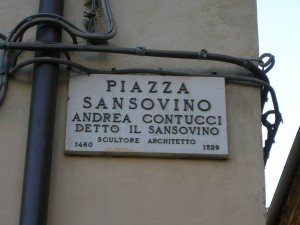 PIAZZA
SANSOVINO
ANDREA CONTUCCI
DETTO IL SANSOVINO
SCULTORE ARCHITETTO
1460 1529